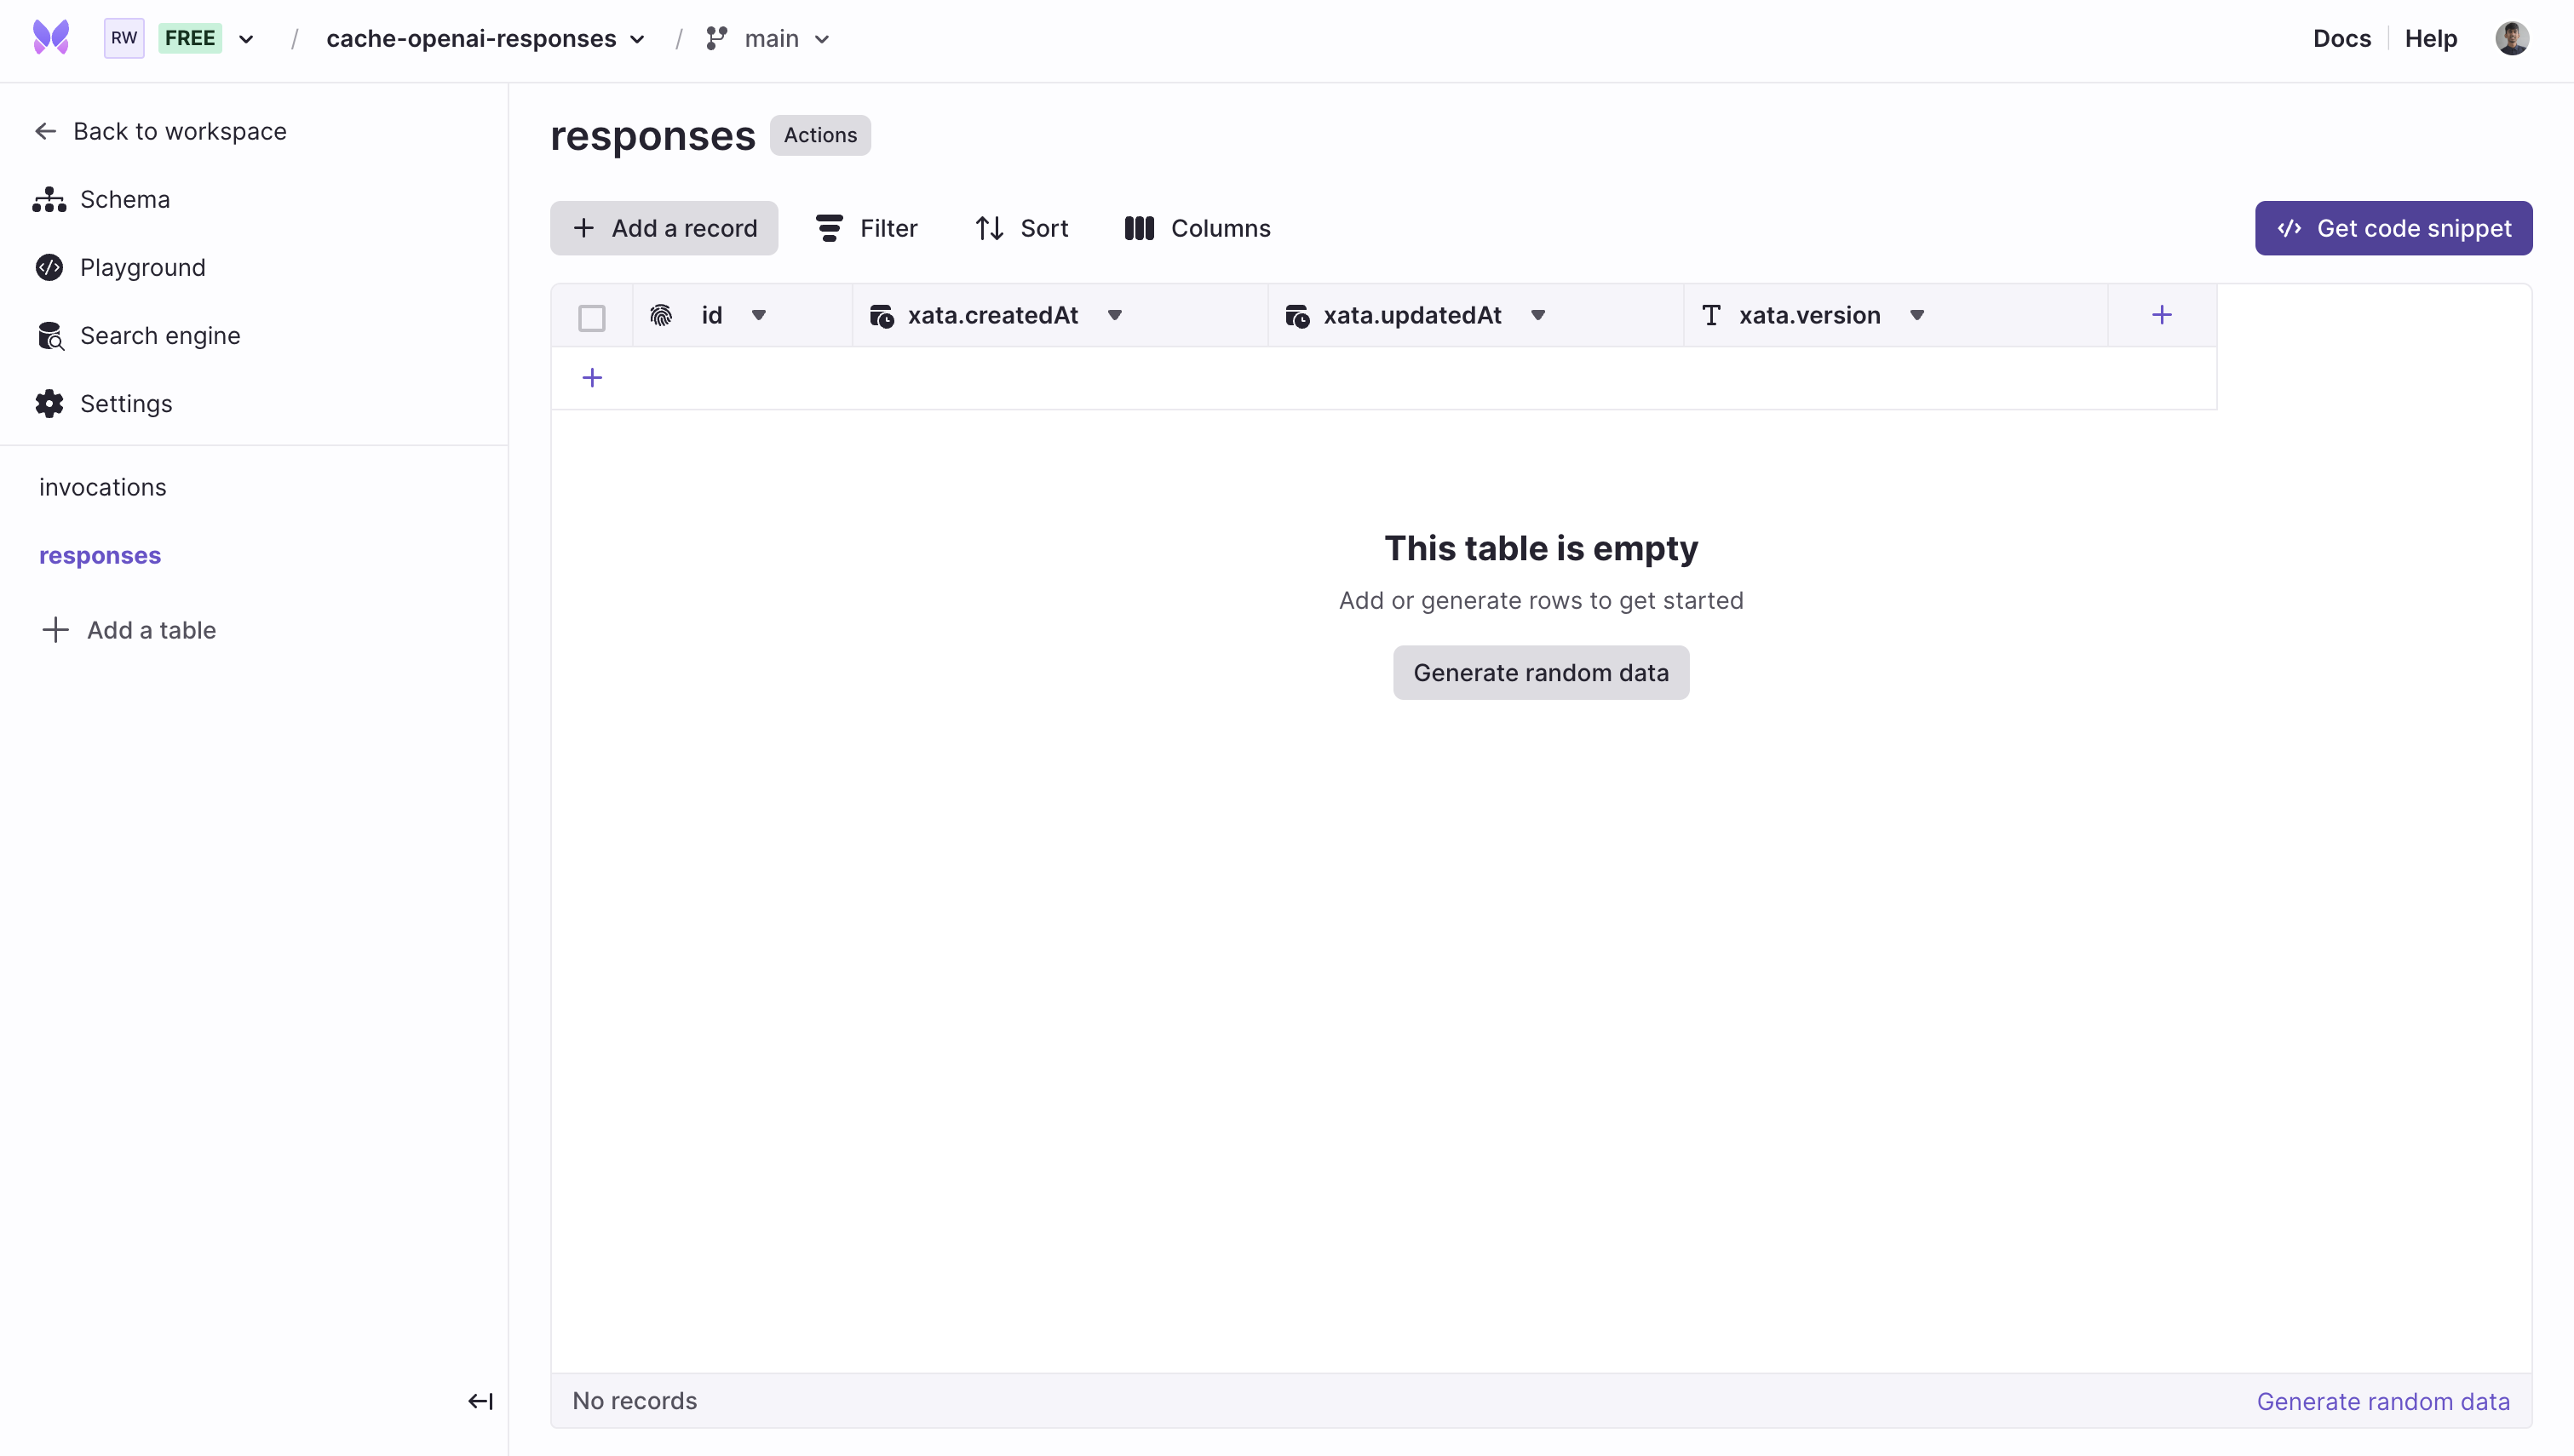 RW FREE / cache-openai-responses / main Docs Help
Back to workspace
Schema
Playground
Search engine
Settings
invocations
responses
Add a table
responses Actions
Add a record Filter Sort Columns Get code snippet
id xata.createdAt xata.updatedAt xata.version
This table is empty
Add or generate rows to get started
Generate random data
No records Generate random data